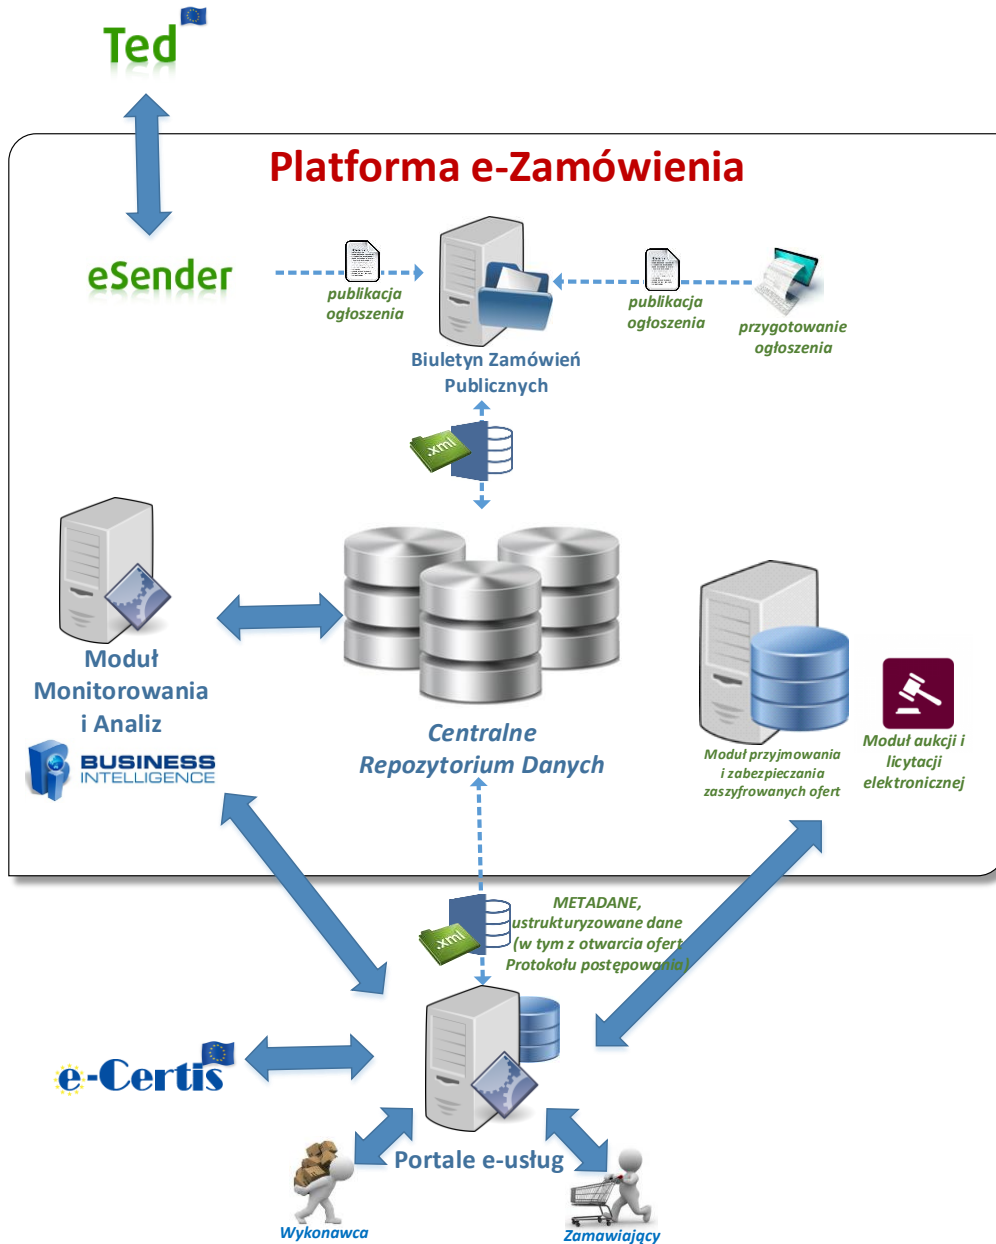 Ted
Platforma e-Zamówienia
eSender
publikacja
ogłoszenia
publikacja
ogłoszenia
przygotowanie
ogłoszenia
Biuletyn Zamówień
Publicznych
.xml
Moduł
Monitorowania
i Analiz
BUSINESS
INTELLIGENCE
Centralne
Repozytorium Danych
Moduł przyjmowania
i zabezpieczania
zaszyfrowanych ofert
Moduł aukcji i
licytacji
elektronicznej
.xml
METADANE,
ustrukturyzowane dane
(w tym z otwarcia ofert
Protokołu postępowania)
e-Certis
Portale e-usług
Wykonawca
Zamawiający